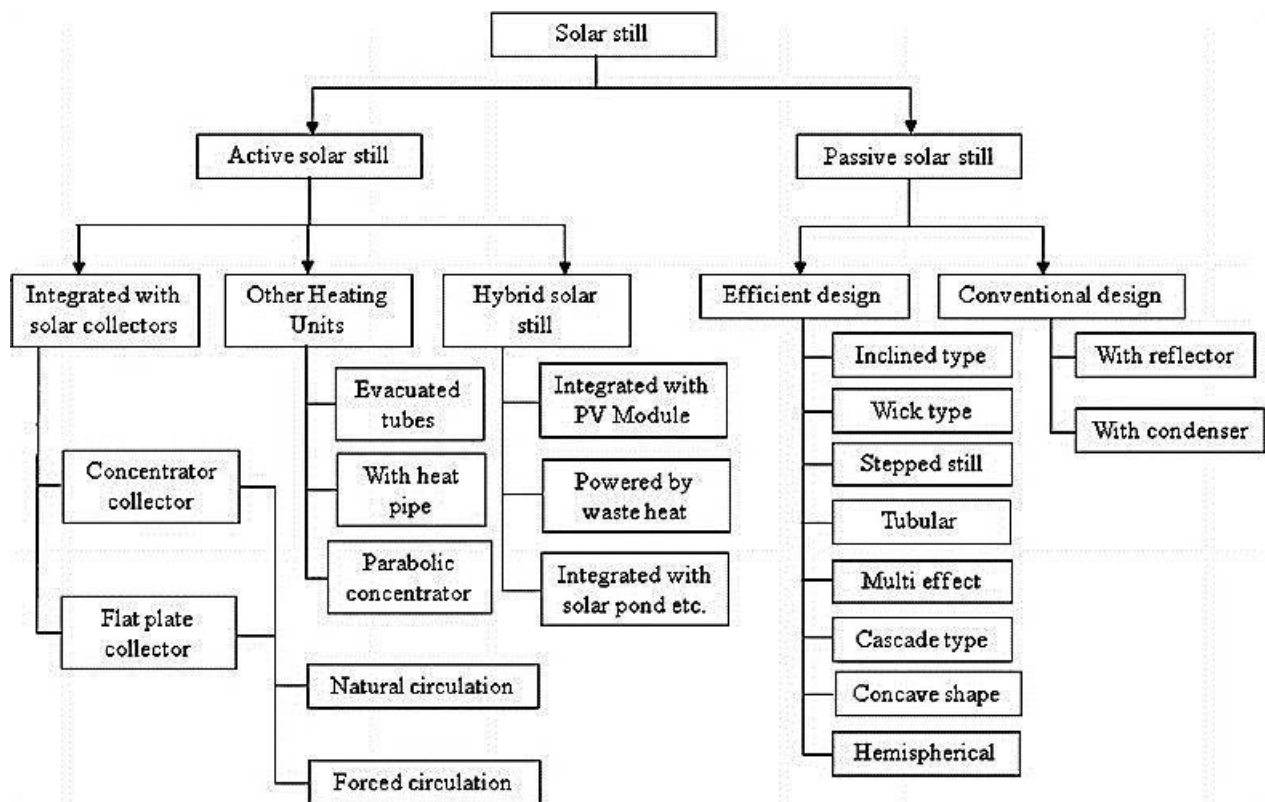 Solar still
Active solar still
Passive solar still
Integrated with
solar collectors
Other Heating
Units
Hybrid solar
still
Efficient design
Conventional design
Concentrator
collector
Flat plate
collector
Natural circulation
Forced circulation
Evacuated
tubes
With heat
pipe
Parabolic
concentrator
Integrated with
PV Module
Powered by
waste heat
Integrated with
solar pond etc.
Inclined type
Wick type
Stepped still
Tubular
Multi effect
Cascade type
Concave shape
Hemispherical
With reflector
With condenser